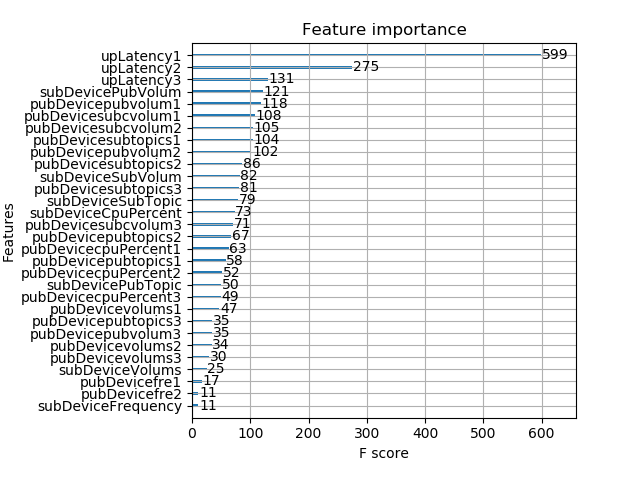 Feature importance
upLatency1 599
upLatency2 275
upLatency3 131
subDevicePubVolum 121
pubDevicepubvolum1 118
pubDevicesubcvolum1 108
pubDevicesubcvolum2 105
pubDevicesubtopics1 104
pubDevicepubvolum2 102
pubDevicesubtopics2 86
subDeviceSubVolum 82
pubDevicesubtopics3 81
subDeviceSubTopic 79
subDeviceCpuPercent 73
pubDevicesubcvolum3 71
pubDevicepubtopics2 67
pubDevicecpuPercent1 63
pubDevicepubtopics1 58
pubDevicecpuPercent2 52
subDevicePubTopic 50
pubDevicecpuPercent3 49
pubDevicevolums1 47
pubDevicepubtopics3 35
pubDevicepubvolum3 35
pubDevicevolums2 34
pubDevicevolums3 30
subDeviceVolums 25
pubDevicefre1 17
pubDevicefre2 11
subDeviceFrequency 11
Features
0 100 200 300 400 500 600
F score